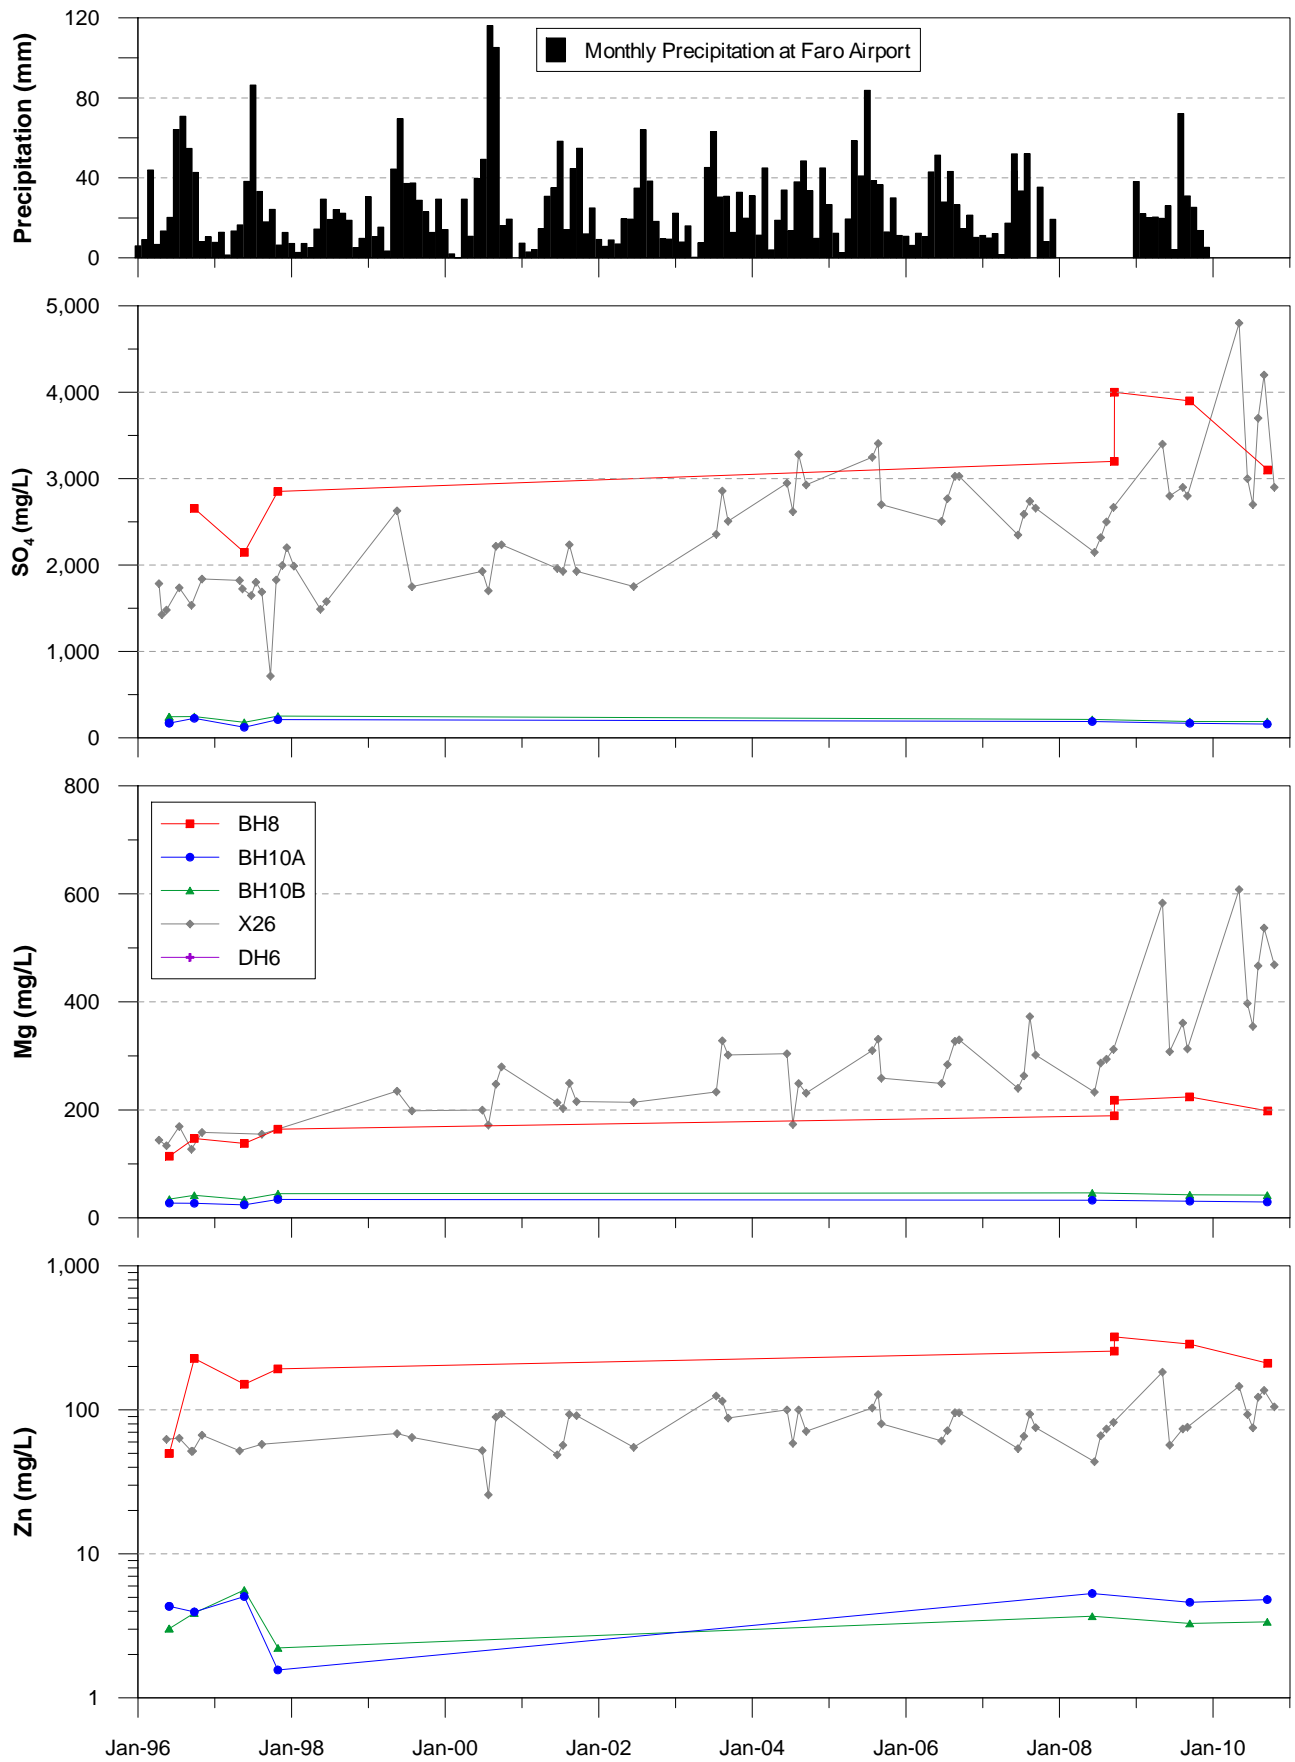 120
80
40
0
Precipitation (mm)
Monthly Precipitation at Faro Airport
5,000
4,000
3,000
2,000
1,000
0
SO4 (mg/L)
800
600
400
200
0
Mg (mg/L)
BH8
BH10A
BH10B
X26
DH6
1,000
100
10
1
Zn (mg/L)
Jan-96 Jan-98 Jan-00 Jan-02 Jan-04 Jan-06 Jan-08 Jan-10